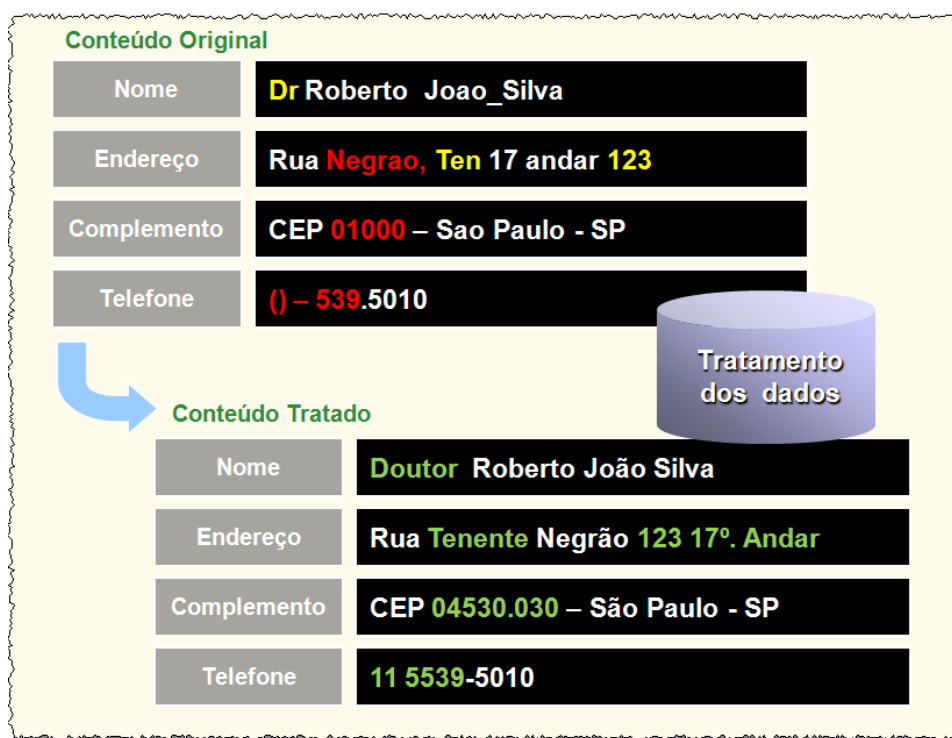 Conteúdo Original
Nome
Dr Roberto Joao_Silva
Endereço
Rua Negrao, Ten 17 andar 123
Complemento
CEP 01000 – Sao Paulo - SP
Telefone
() – 539.5010
Tratamento
dos dados
Conteúdo Tratado
Nome
Doutor Roberto João Silva
Endereço
Rua Tenente Negrão 123 17º. Andar
Complemento
CEP 04530.030 – São Paulo - SP
Telefone
11 5539-5010